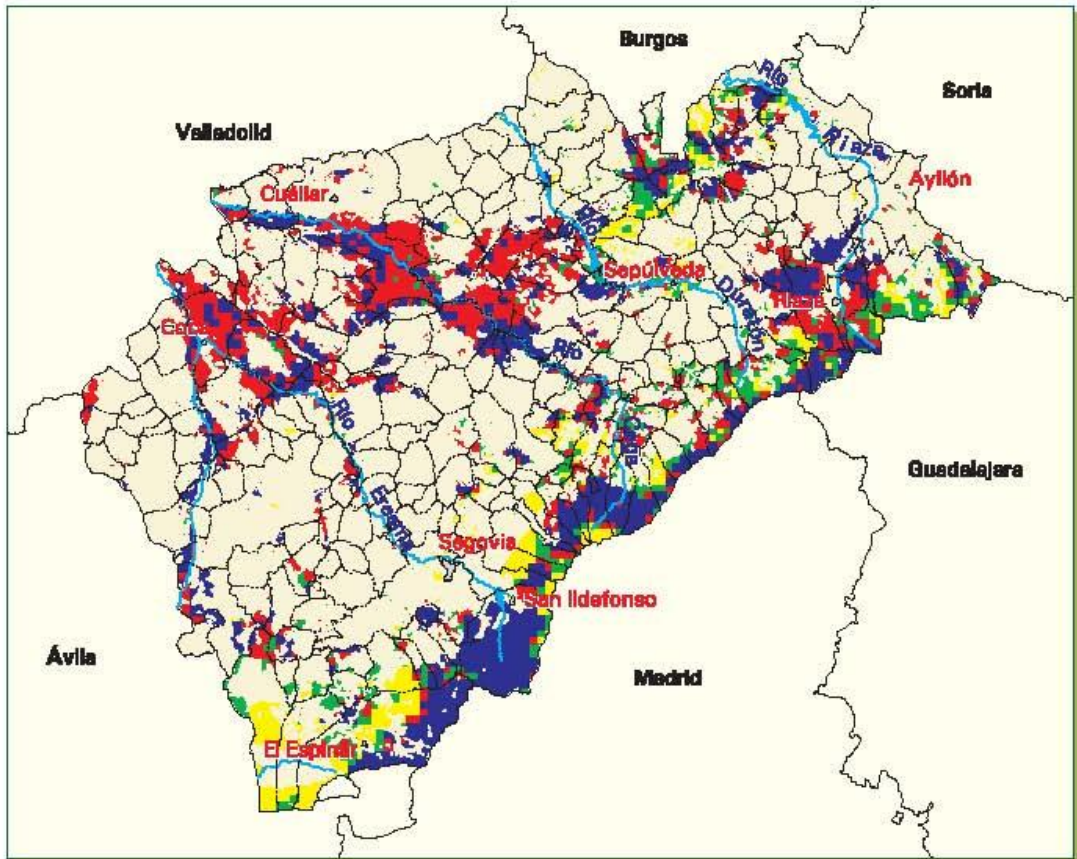 Burgos
Soria
Valladolid
Río
Riaza
Ayllón
Cuéllar
Río
Sepúlveda
Duratón
Riaza
Coca
Río
Río
Cega
Guadalajara
Eresma
Segovia
San Ildefonso
Ávila
Madrid
El Espinar